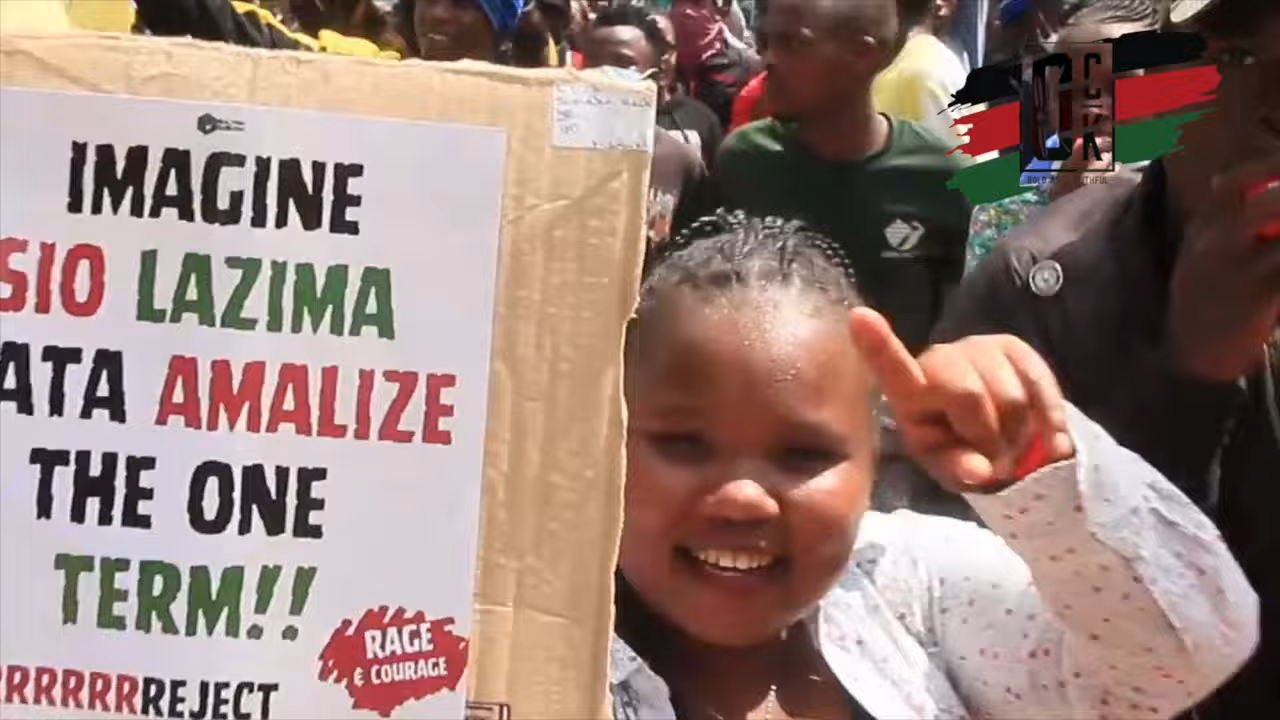 IMAGINE
SIO LAZIMA
ATA AMALIZE
THE ONE
TERM!!
RAGE
& COURAGE
RRRRRRREJECT
C
K